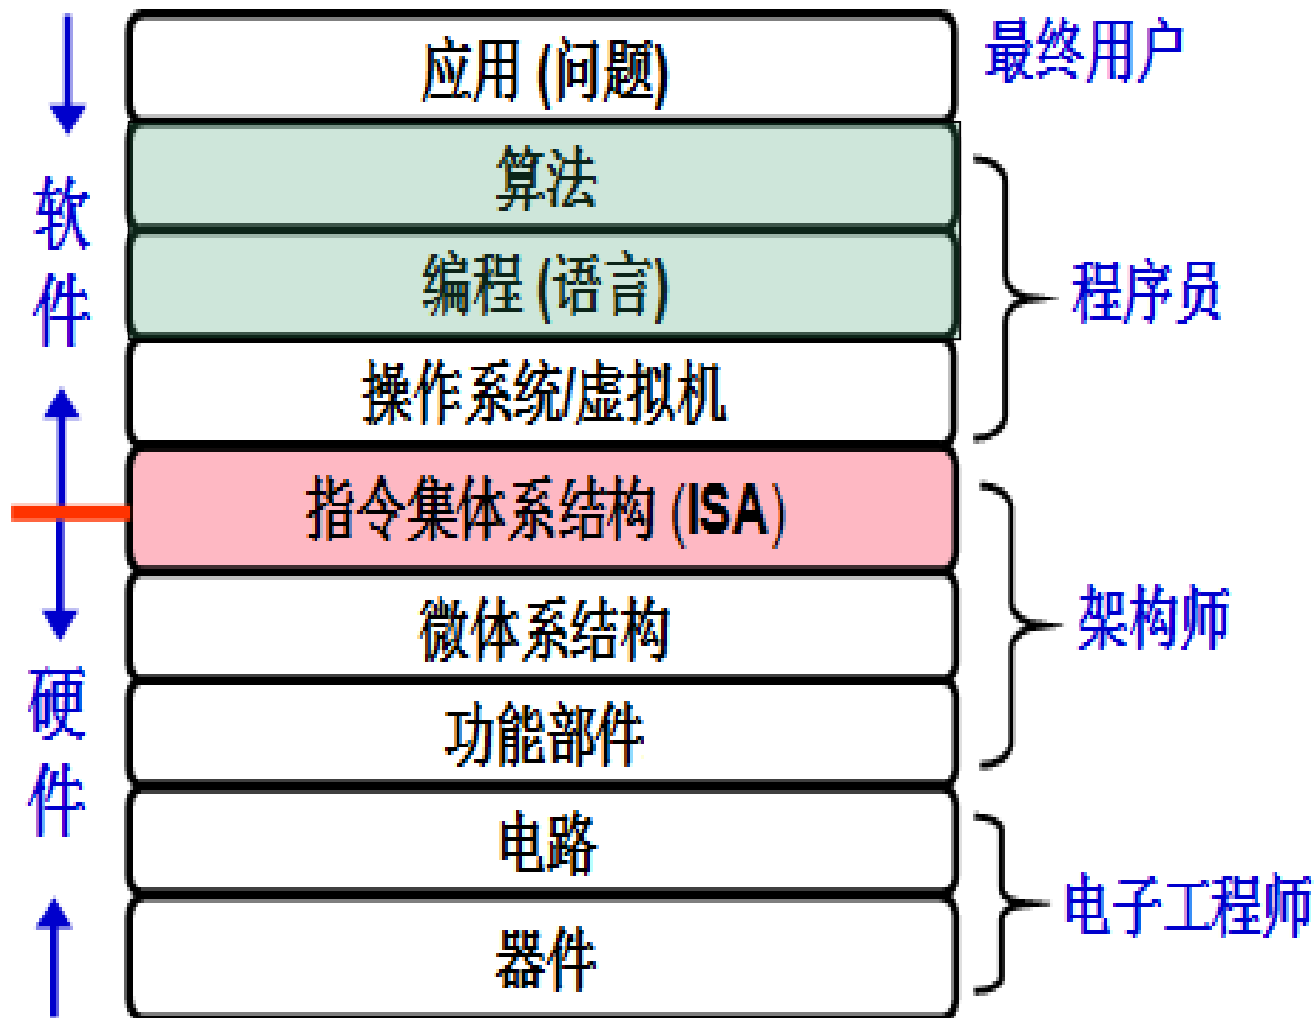 应用 (问题)
最终用户
算法
编程 (语言)
操作系统/虚拟机
指令集体系结构 (ISA)
微体系结构
功能部件
电路
器件
软
件
硬
件
程序员
架构师
电子工程师